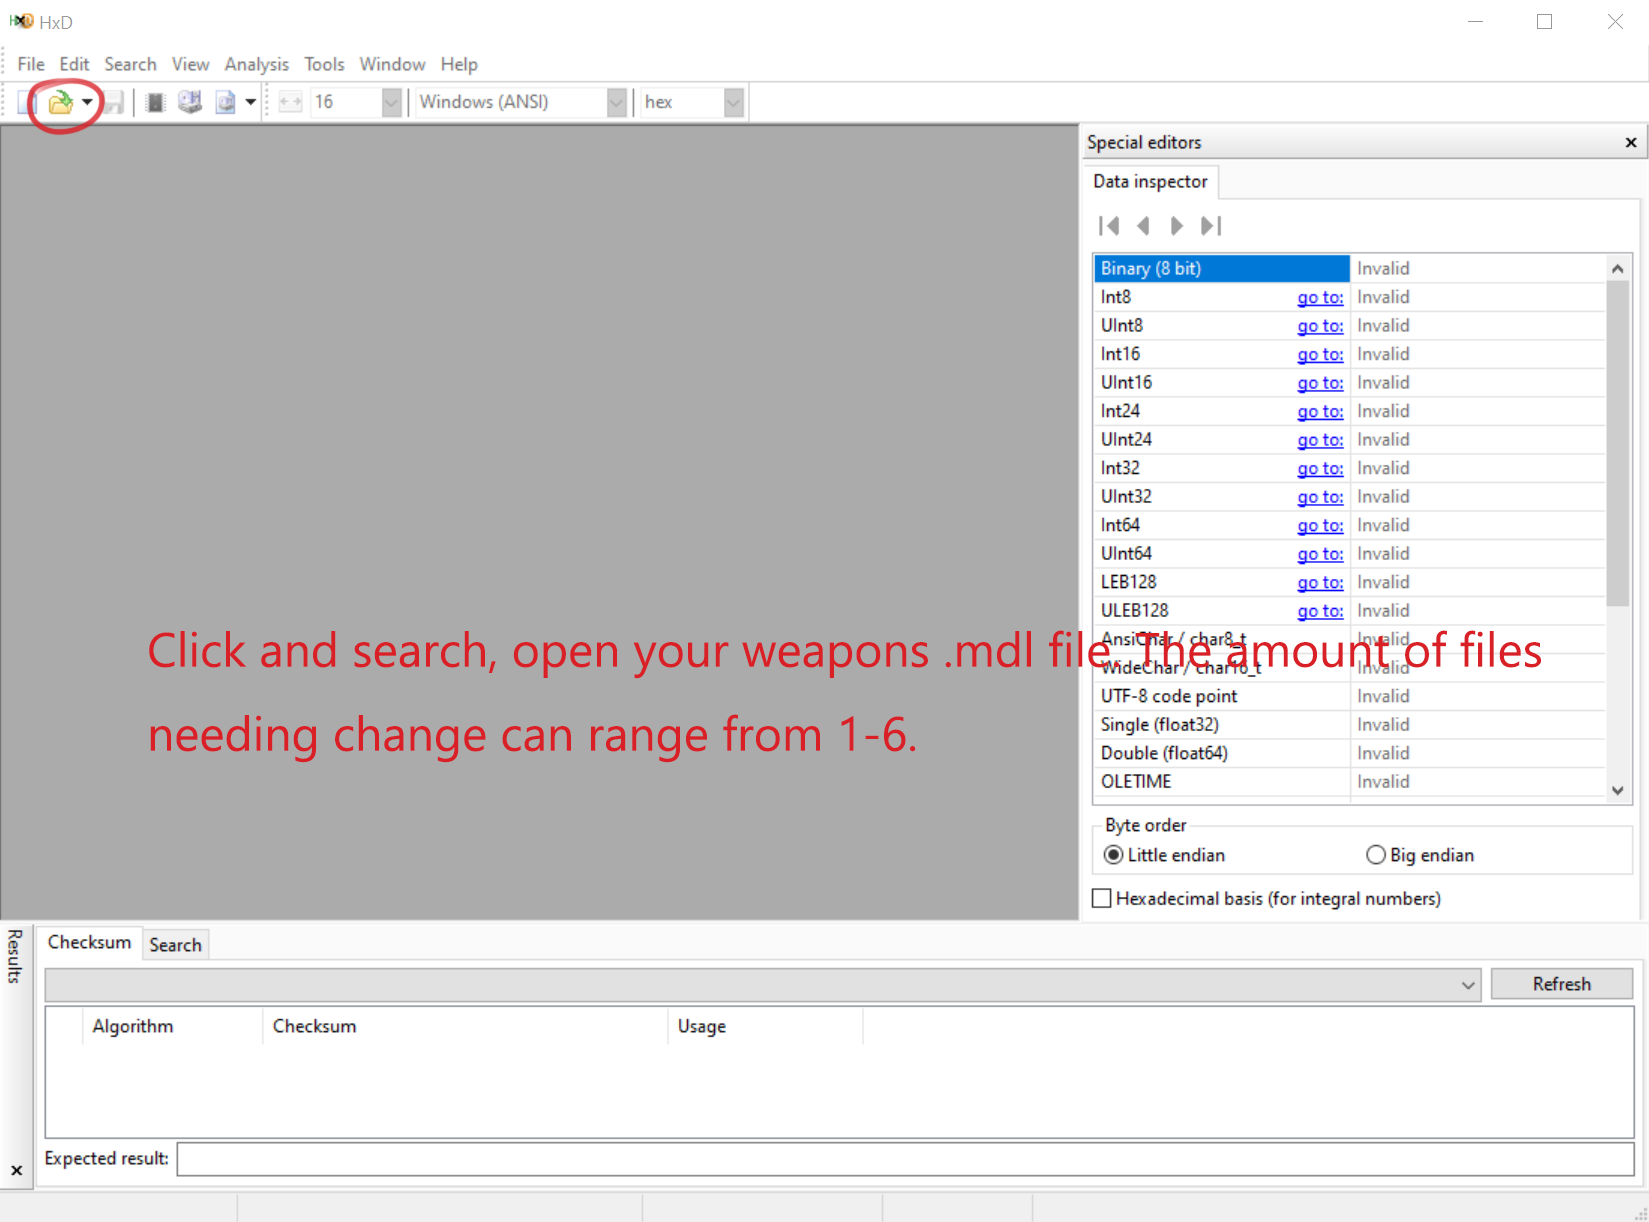 HxD
File Edit Search View Analysis Tools Window Help
16 Windows (ANSI) hex
Special editors
Data inspector
Binary (8 bit) Invalid
Int8 go to: Invalid
UInt8 go to: Invalid
Int16 go to: Invalid
UInt16 go to: Invalid
Int24 go to: Invalid
UInt24 go to: Invalid
Int32 go to: Invalid
UInt32 go to: Invalid
Int64 go to: Invalid
UInt64 go to: Invalid
LEB128 go to: Invalid
ULEB128 go to: Invalid
AnsiChar / char8_t Invalid
WideChar / char16_t Invalid
UTF-8 code point Invalid
Single (float32) Invalid
Double (float64) Invalid
OLETIME Invalid
Click and search, open your weapons .mdl file. The amount of files
needing change can range from 1-6.
Byte order
Little endian Big endian
Hexadecimal basis (for integral numbers)
Results
Checksum Search
Refresh
Algorithm Checksum Usage
Expected result: